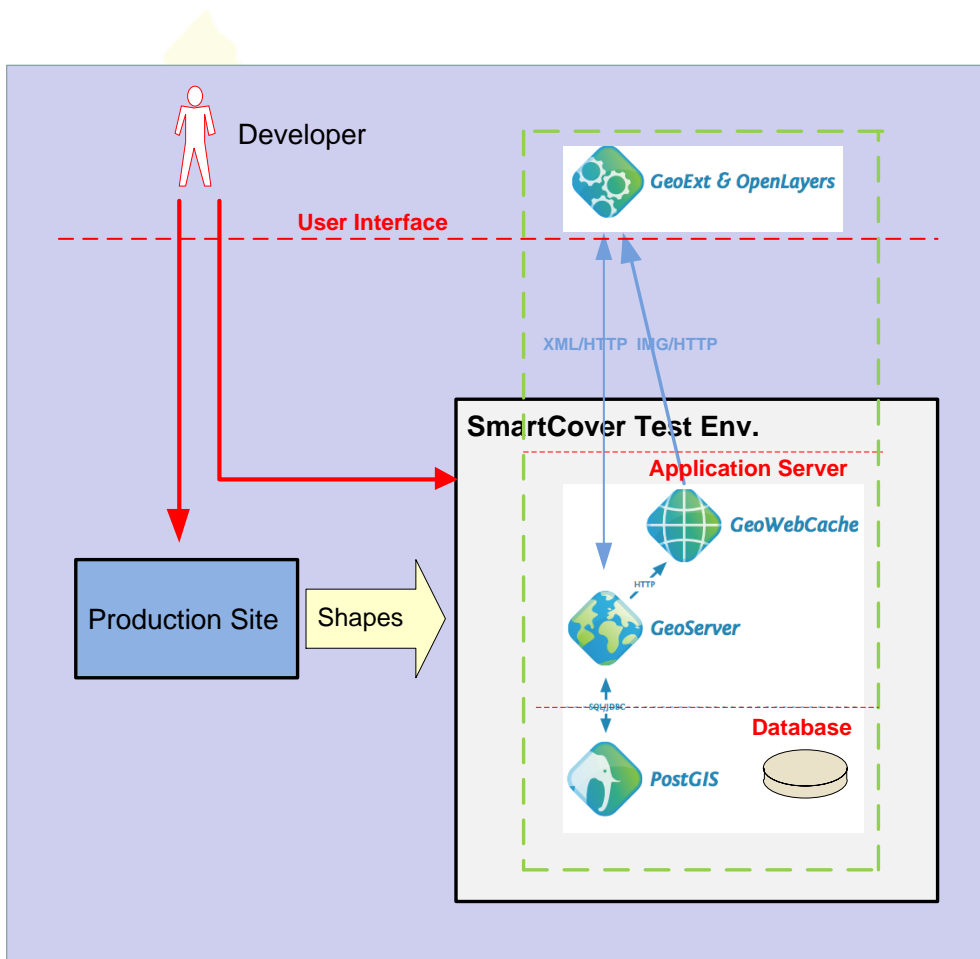 Developer
GeoExt & OpenLayers
User Interface
XML/HTTP IMG/HTTP
SmartCover Test Env.
Application Server
GeoWebCache
HTTP
Production Site
Shapes
GeoServer
SQL/JDBC
Database
PostGIS